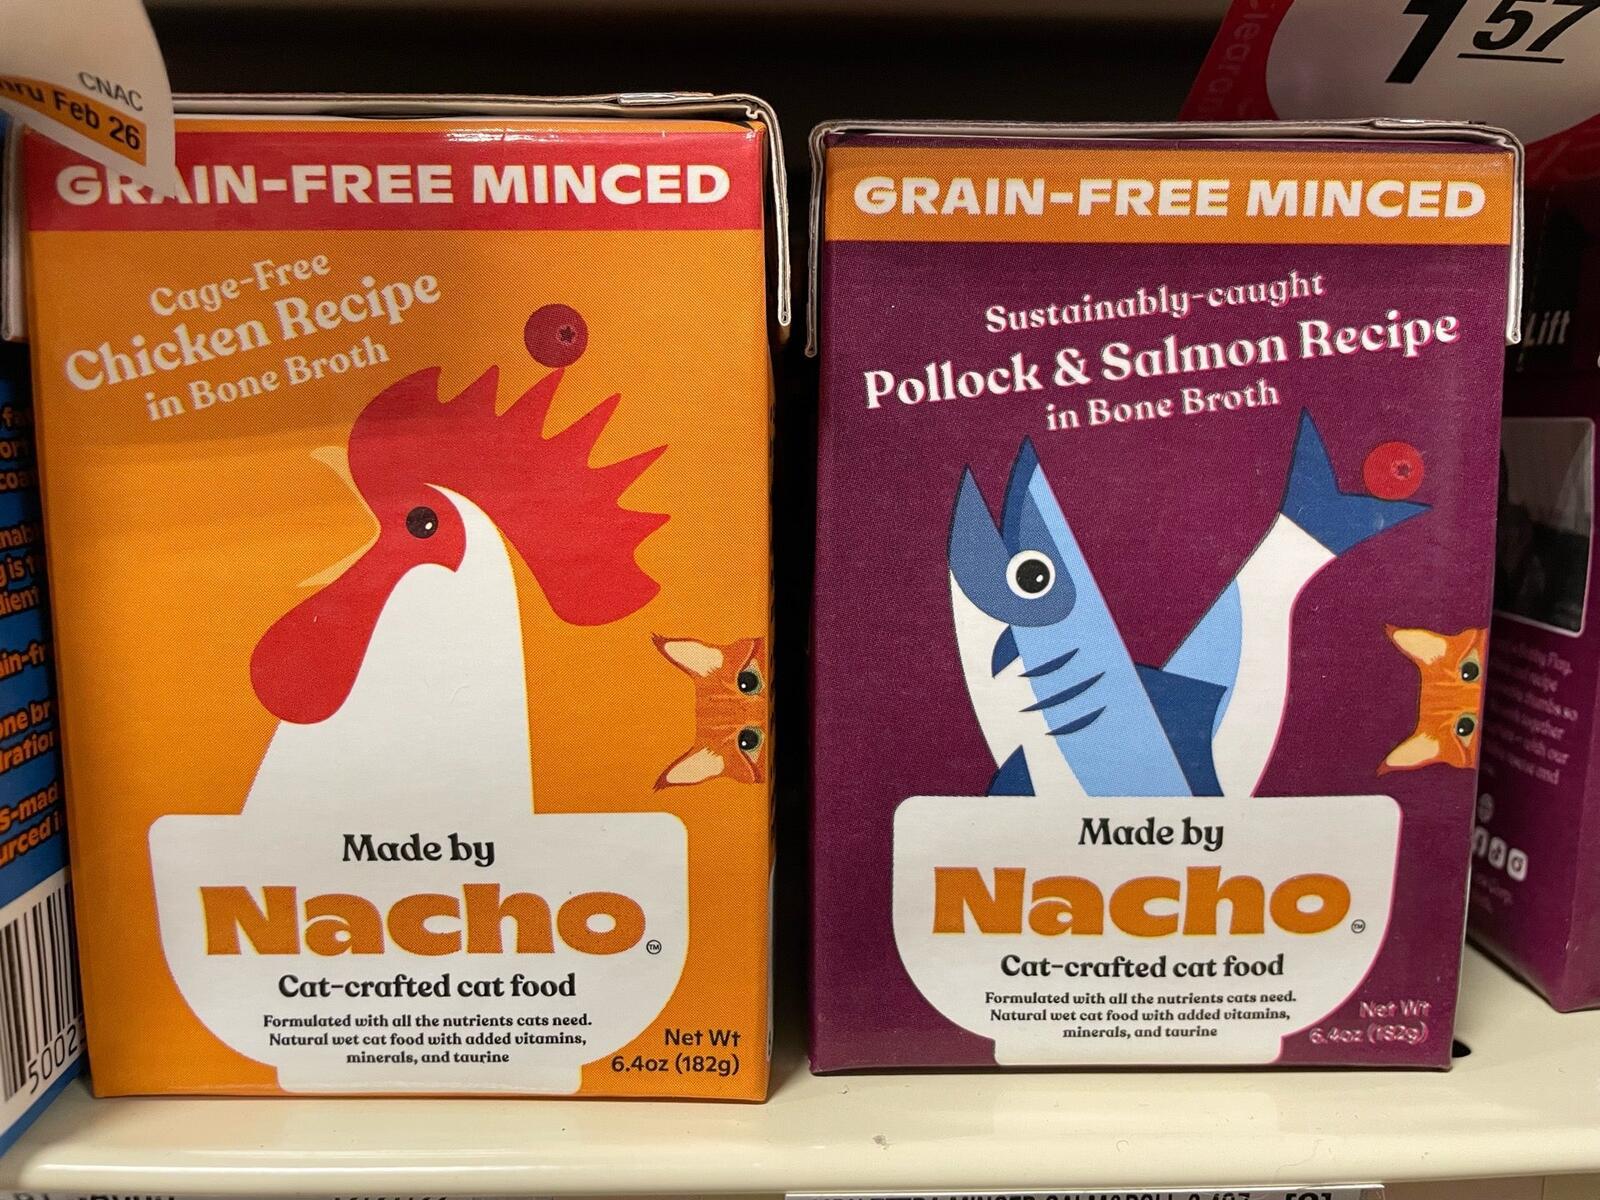 CNAC
Feb 26
GRAIN-FREE MINCED
Cage-Free
Chicken Recipe
in Bone Broth
Made by
Nacho
TM
Cat-crafted cat food
Formulated with all the nutrients cats need.
Natural wet cat food with added vitamins,
minerals, and taurine
Net Wt
6.4oz (182g)
5002
1 57
GRAIN-FREE MINCED
Sustainably-caught
Pollock & Salmon Recipe
in Bone Broth
Made by
Nacho
TM
Cat-crafted cat food
Formulated with all the nutrients cats need.
Natural wet cat food with added vitamins,
minerals, and taurine
Net Wt
6.4oz (182g)
Lift